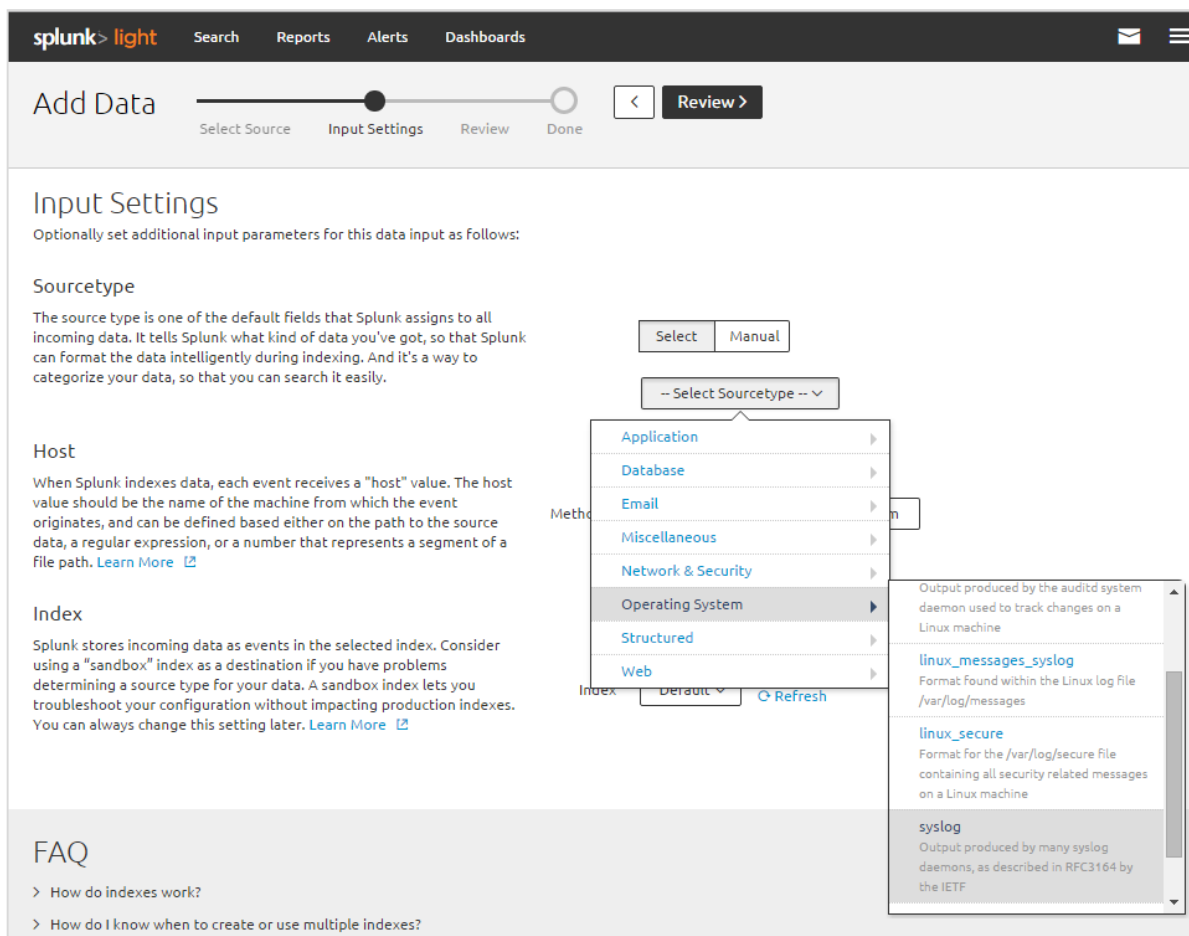 splunk> light Search Reports Alerts Dashboards
Add Data
Select Source Input Settings Review Done
< Review >
Input Settings
Optionally set additional input parameters for this data input as follows:
Sourcetype
The source type is one of the default fields that Splunk assigns to all
incoming data. It tells Splunk what kind of data you've got, so that Splunk
can format the data intelligently during indexing. And it's a way to
categorize your data, so that you can search it easily.
Select Manual
-- Select Sourcetype --
Application
Database
Email
Miscellaneous
Network & Security
Operating System
Structured
Web
Host
When Splunk indexes data, each event receives a "host" value. The host
value should be the name of the machine from which the event
originates, and can be defined based either on the path to the source
data, a regular expression, or a number that represents a segment of a
file path. Learn More
Index
Splunk stores incoming data as events in the selected index. Consider
using a “sandbox” index as a destination if you have problems
determining a source type for your data. A sandbox index lets you
troubleshoot your configuration without impacting production indexes.
You can always change this setting later. Learn More
Index Default Refresh
Output produced by the auditd system
daemon used to track changes on a
Linux machine
linux_messages_syslog
Format found within the Linux log file
/var/log/messages
linux_secure
Format for the /var/log/secure file
containing all security related messages
on a Linux machine
syslog
Output produced by many syslog
daemons, as described in RFC3164 by
the IETF
FAQ
> How do indexes work?
> How do I know when to create or use multiple indexes?